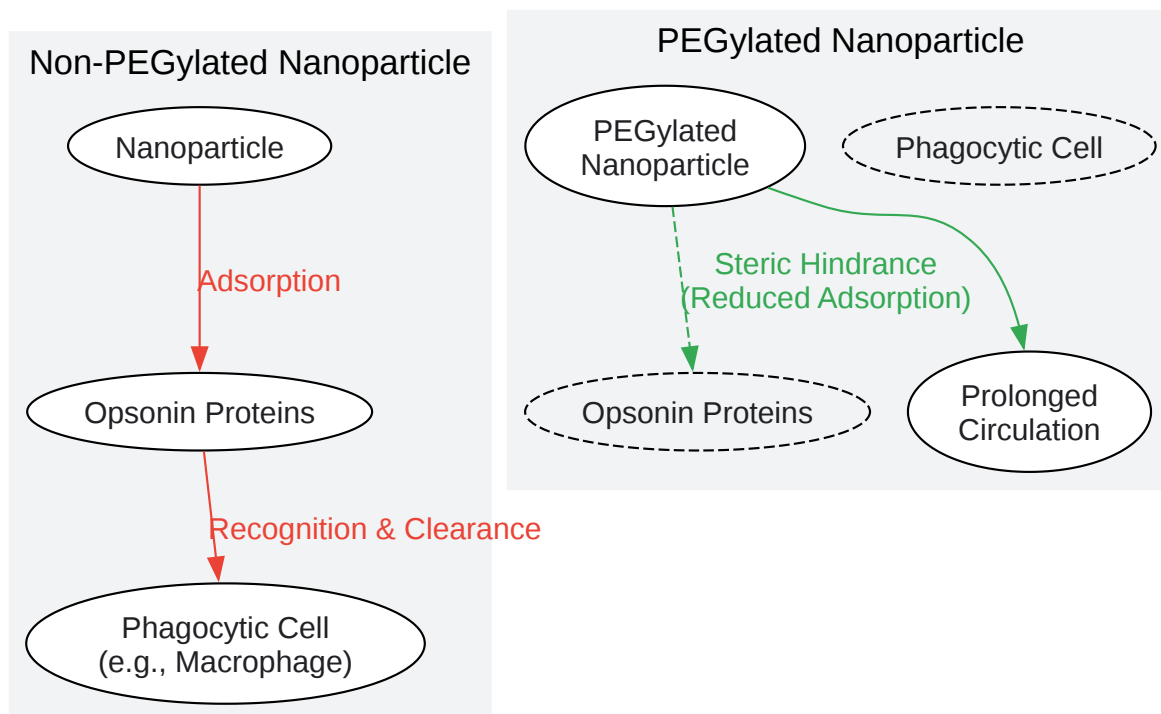 Non-PEGylated Nanoparticle
Nanoparticle
Adsorption
Opsonin Proteins
Recognition & Clearance
Phagocytic Cell
(e.g., Macrophage)
PEGylated Nanoparticle
PEGylated
Nanoparticle
Phagocytic Cell
Steric Hindrance
(Reduced Adsorption)
Opsonin Proteins
Prolonged
Circulation